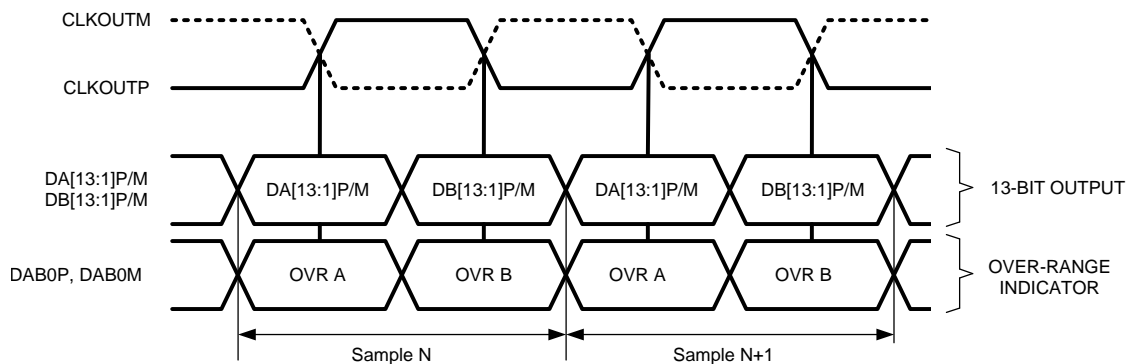 CLKOUTM
CLKOUTP
DA[13:1]P/M
DB[13:1]P/M
DA[13:1]P/M
DB[13:1]P/M
DA[13:1]P/M
DB[13:1]P/M
13-BIT OUTPUT
DAB0P, DAB0M
OVR A
OVR B
OVR A
OVR B
OVER-RANGE
INDICATOR
Sample N
Sample N+1